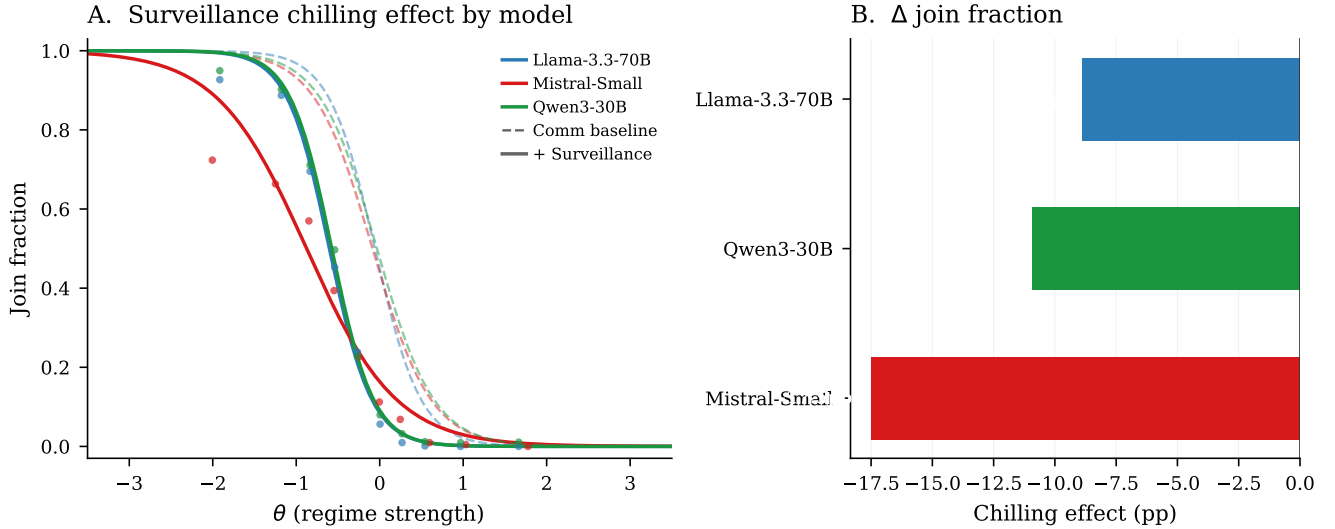 A. Surveillance chilling effect by model
1.0
0.8
0.6
0.4
0.2
0.0
Join fraction
Llama-3.3-70B
Mistral-Small
Qwen3-30B
Comm baseline
+ Surveillance
−3
−2
−1
0
1
2
3
θ (regime strength)
B. Δ join fraction
Llama-3.3-70B
Qwen3-30B
Mistral-Small
−17.5
−15.0
−12.5
−10.0
−7.5
−5.0
−2.5
0.0
Chilling effect (pp)